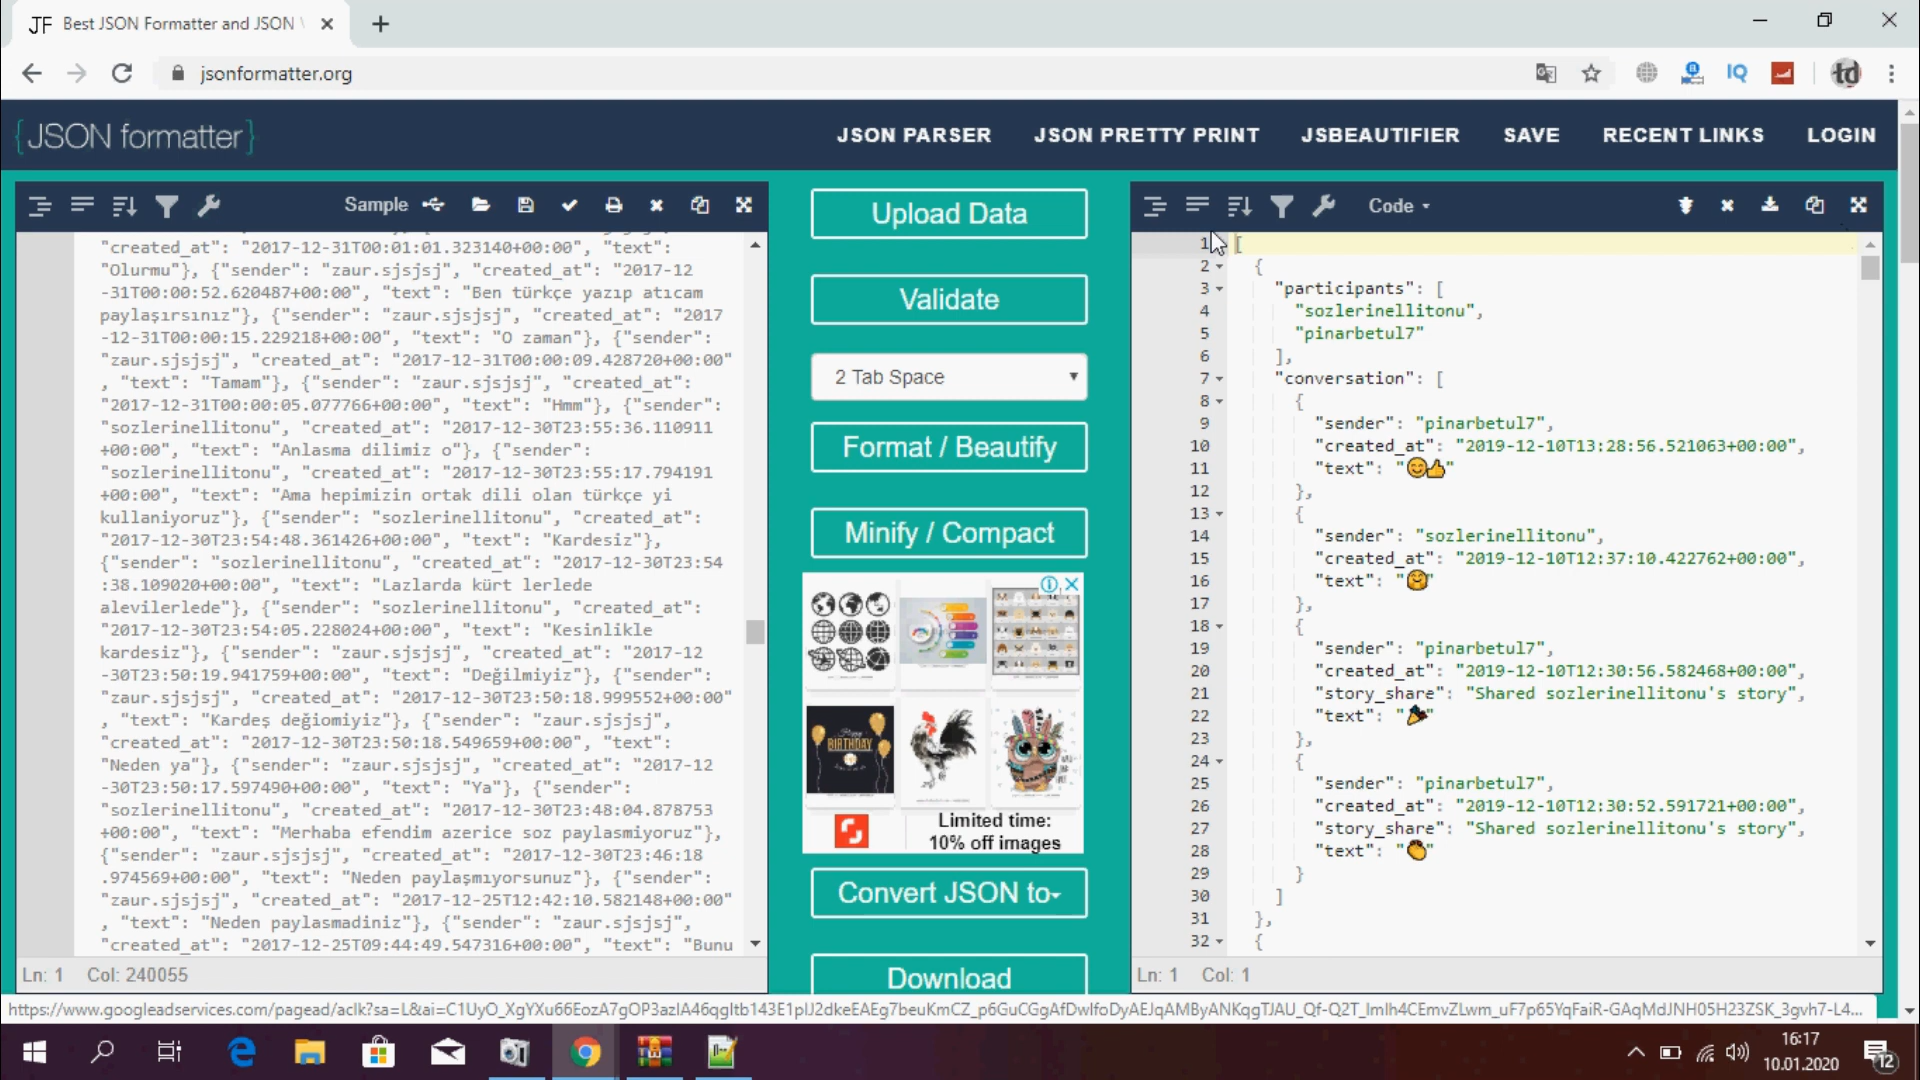 JF Best JSON Formatter and JSON
jsonformatter.org
{JSON formatter}
JSON PARSER JSON PRETTY PRINT JSBEAUTIFIER SAVE RECENT LINKS LOGIN
Sample
"created_at": "2017-12-31T00:01:01.323140+00:00", "text":
"Olurmu"}, {"sender": "zaur.sjsjsj", "created_at": "2017-12
-31T00:00:52.620487+00:00", "text": "Ben türkçe yazıp atıcam
paylaşırsınız"}, {"sender": "zaur.sjsjsj", "created_at": "2017
-12-31T00:00:15.229218+00:00", "text": "O zaman"}, {"sender":
"zaur.sjsjsj", "created_at": "2017-12-31T00:00:09.428720+00:00"
, "text": "Tamam"}, {"sender": "zaur.sjsjsj", "created_at":
"2017-12-31T00:00:05.077766+00:00", "text": "Hmm"}, {"sender":
"sozlerinellitonu", "created_at": "2017-12-30T23:55:36.110911
+00:00", "text": "Anlasma dilimiz o"}, {"sender":
"sozlerinellitonu", "created_at": "2017-12-30T23:55:17.794191
+00:00", "text": "Ama hepimizin ortak dili olan türkçe yi
kullaniyoruz"}, {"sender": "sozlerinellitonu", "created_at":
"2017-12-30T23:54:48.361426+00:00", "text": "Kardesiz"},
{"sender": "sozlerinellitonu", "created_at": "2017-12-30T23:54
:38.109020+00:00", "text": "Lazlarda kürt lerlede
alevilerlede"}, {"sender": "sozlerinellitonu", "created_at":
"2017-12-30T23:54:05.228024+00:00", "text": "Kesinlikle
kardesiz"}, {"sender": "zaur.sjsjsj", "created_at": "2017-12
-30T23:50:19.941759+00:00", "text": "Değilmiyiz"}, {"sender":
"zaur.sjsjsj", "created_at": "2017-12-30T23:50:18.999552+00:00"
, "text": "Kardeş değiomiyiz"}, {"sender": "zaur.sjsjsj",
"created_at": "2017-12-30T23:50:18.549659+00:00", "text":
"Neden ya"}, {"sender": "zaur.sjsjsj", "created_at": "2017-12
-30T23:50:17.597490+00:00", "text": "Ya"}, {"sender":
"sozlerinellitonu", "created_at": "2017-12-30T23:48:04.878753
+00:00", "text": "Merhaba efendim azerice soz paylasmiyoruz"},
{"sender": "zaur.sjsjsj", "created_at": "2017-12-30T23:46:18
.974569+00:00", "text": "Neden paylaşmıyorsunuz"}, {"sender":
"zaur.sjsjsj", "created_at": "2017-12-25T12:42:10.582148+00:00"
, "text": "Neden paylasmadiniz"}, {"sender": "zaur.sjsjsj",
"created_at": "2017-12-25T09:44:49.547316+00:00", "text": "Bunu
Ln: 1 Col: 240055
Upload Data
Validate
2 Tab Space
Format / Beautify
Minify / Compact
BIRTHDAY
Limited time:
10% off images
Convert JSON to
Download
Code
1 [
2 {
3 "participants": [
4 "sozlerinellitonu",
5 "pinarbetul7"
6 ],
7 "conversation": [
8 {
9 "sender": "pinarbetul7",
10 "created_at": "2019-12-10T13:28:56.521063+00:00",
11 "text": "😊👍"
12 },
13 {
14 "sender": "sozlerinellitonu",
15 "created_at": "2019-12-10T12:37:10.422762+00:00",
16 "text": "🤗"
17 },
18 {
19 "sender": "pinarbetul7",
20 "created_at": "2019-12-10T12:30:56.582468+00:00",
21 "story_share": "Shared sozlerinellitonu's story",
22 "text": "🎉"
23 },
24 {
25 "sender": "pinarbetul7",
26 "created_at": "2019-12-10T12:30:52.591721+00:00",
27 "story_share": "Shared sozlerinellitonu's story",
28 "text": "👏"
29 }
30 ]
31 },
32 {
Ln: 1 Col: 1
16:17
10.01.2020
12